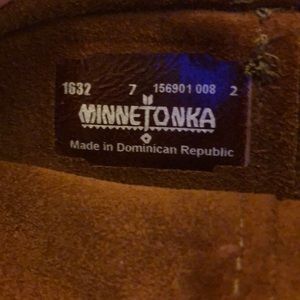 1632 7 156901 008 2
MINNETONKA
Made in Dominican Republic